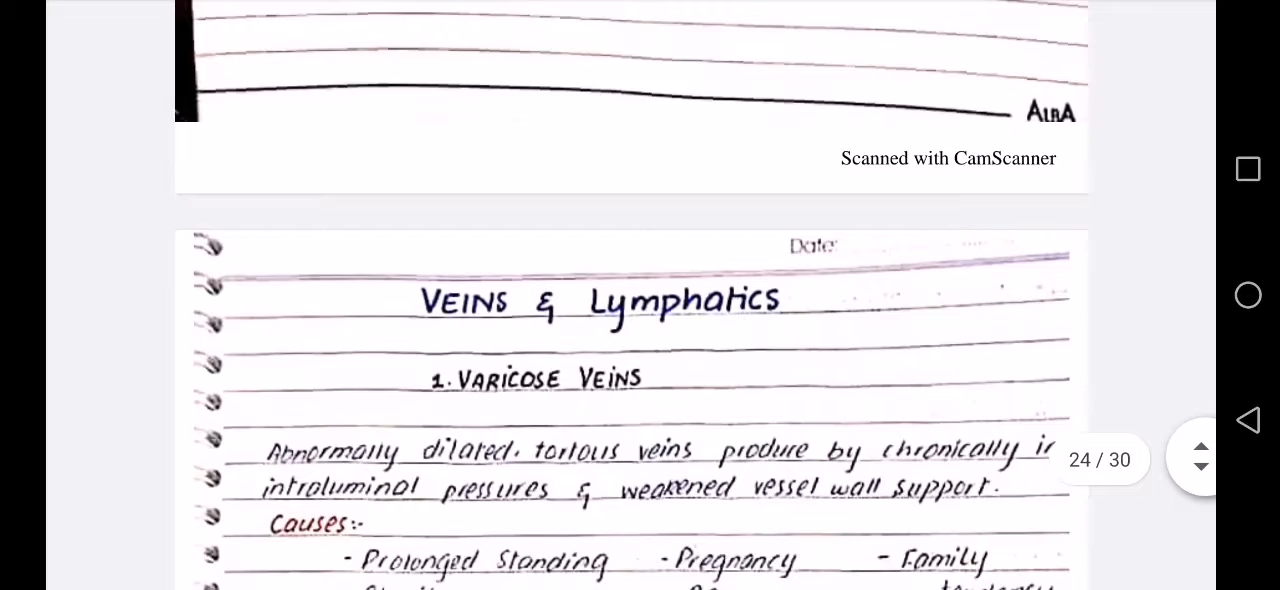 ALBA
Scanned with CamScanner
Date:
VEINS & Lymphatics
1. VARICOSE VEINS
Abnormally dilated, tortous veins produce by chronically
24 / 30
intraluminal pressures & weakened vessel wall support.
Causes:-
- Prolonged Standing - Pregnancy - Family